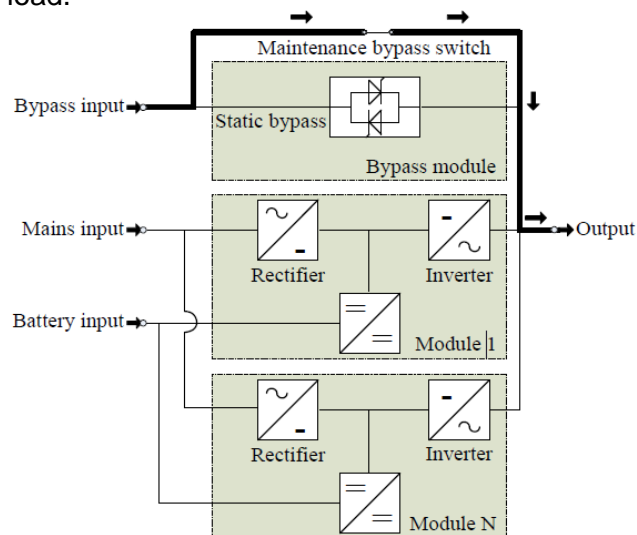 load.
Maintenance bypass switch
Bypass input
Static bypass
Bypass module
Mains input
Output
Rectifier
Inverter
Battery input
Module 1
Rectifier
Inverter
Module N